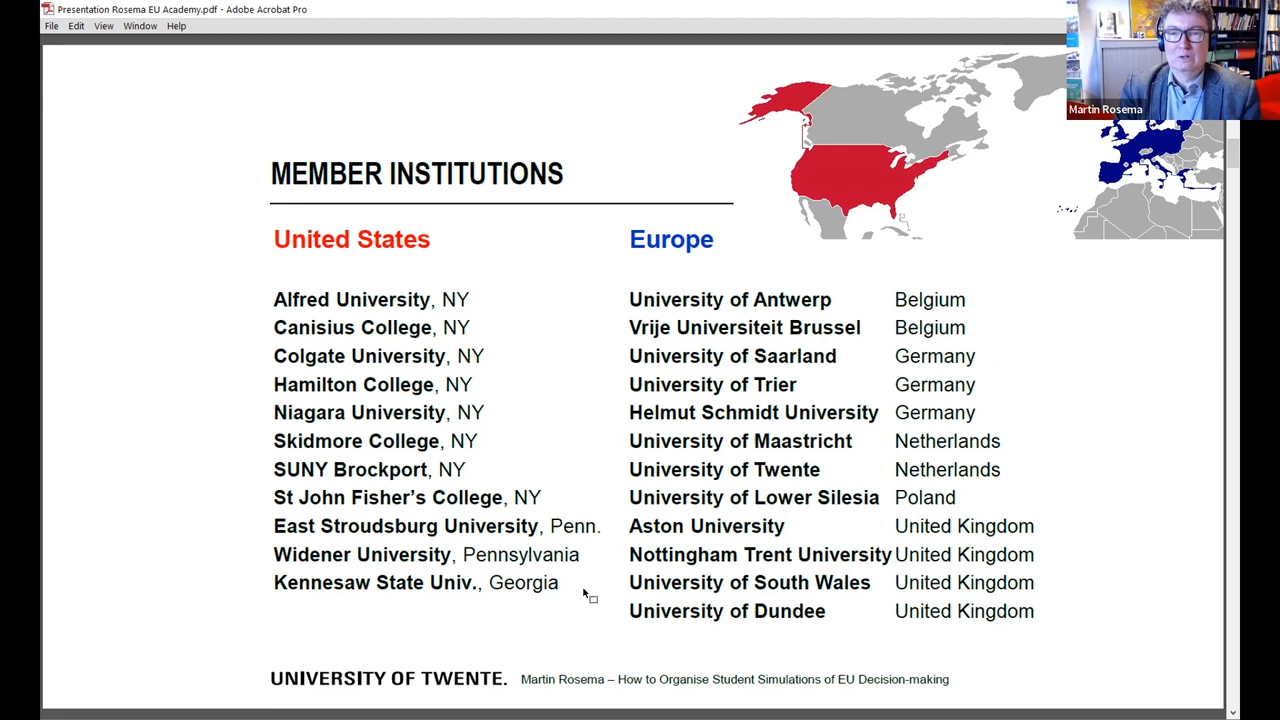 Presentation Rosema EU Academy.pdf - Adobe Acrobat Pro
File Edit View Window Help
Martin Rosema
MEMBER INSTITUTIONS
United States
Alfred University, NY
Canisius College, NY
Colgate University, NY
Hamilton College, NY
Niagara University, NY
Skidmore College, NY
SUNY Brockport, NY
St John Fisher's College, NY
East Stroudsburg University, Penn.
Widener University, Pennsylvania
Kennesaw State Univ., Georgia
Europe
University of Antwerp Belgium
Vrije Universiteit Brussel Belgium
University of Saarland Germany
University of Trier Germany
Helmut Schmidt University Germany
University of Maastricht Netherlands
University of Twente Netherlands
University of Lower Silesia Poland
Aston University United Kingdom
Nottingham Trent University United Kingdom
University of South Wales United Kingdom
University of Dundee United Kingdom
UNIVERSITY OF TWENTE. Martin Rosema – How to Organise Student Simulations of EU Decision-making